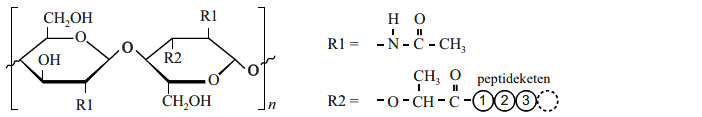 CH₂OH
O
OH
R1
O
R1
R2
O
CH₂OH
O
n
R1 = - N - C - CH₃
H O
R2 = - O - CH - C - 1 2 3
CH₃ O
peptideketen